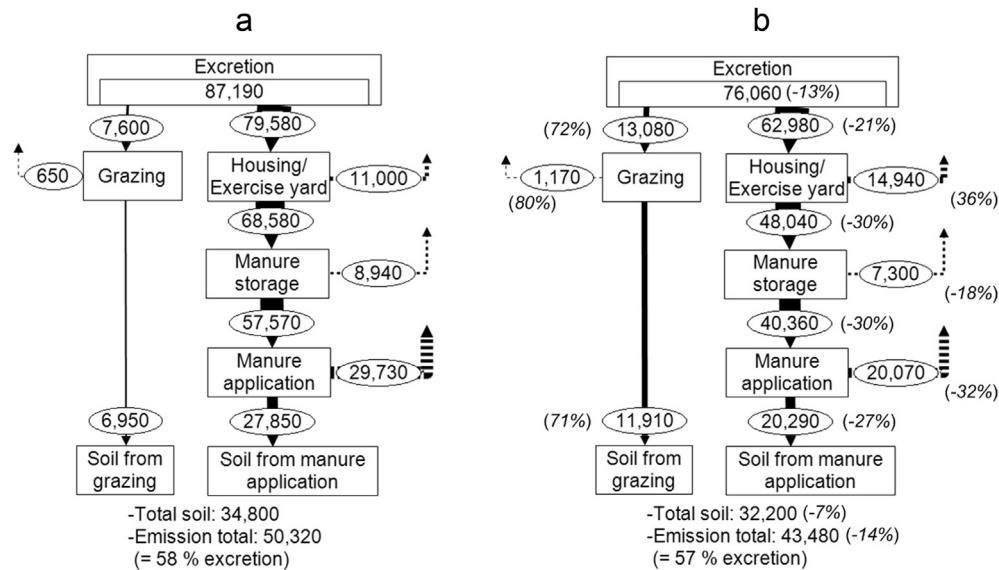 a
Excretion
87,190
7,600
79,580
650
Grazing
Housing/
Exercise yard
11,000
68,580
Manure
storage
8,940
57,570
Manure
application
29,730
6,950
27,850
Soil from
grazing
Soil from manure
application
-Total soil: 34,800
-Emission total: 50,320
(= 58 % excretion)
b
Excretion
76,060 (-13%)
(72%) 13,080
62,980 (-21%)
1,170
(80%)
Grazing
Housing/
Exercise yard
14,940
(36%)
48,040 (-30%)
Manure
storage
7,300
(-18%)
40,360 (-30%)
Manure
application
20,070
(-32%)
(71%) 11,910
20,290 (-27%)
Soil from
grazing
Soil from manure
application
-Total soil: 32,200 (-7%)
-Emission total: 43,480 (-14%)
(= 57 % excretion)